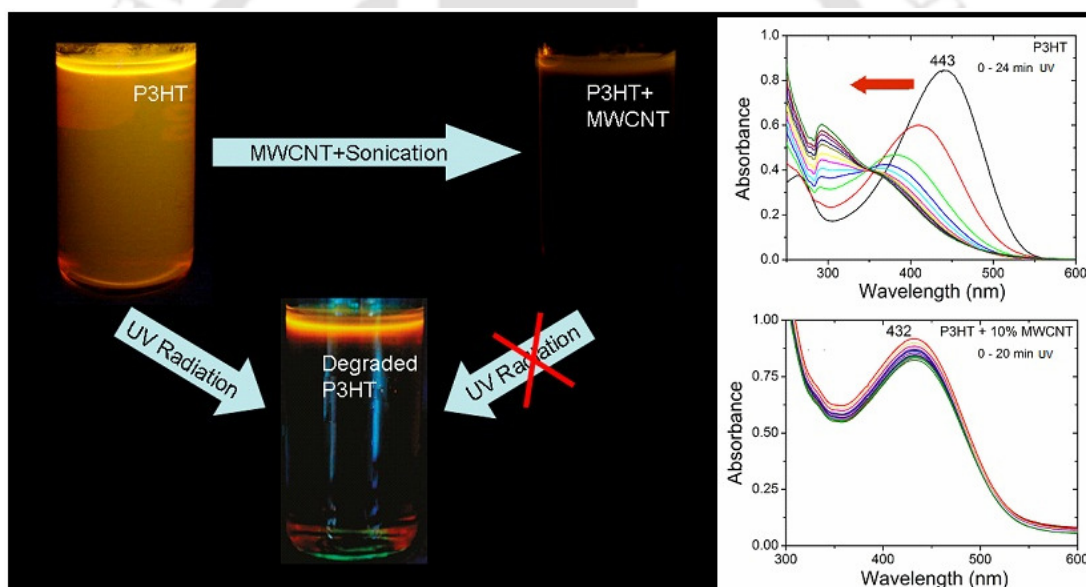 P3HT
P3HT+
MWCNT
MWCNT+Sonication
UV Radiation
UV Radiation
Degraded
P3HT
P3HT
0 - 24 min UV
443
1.0
0.8
0.6
0.4
0.2
0.0
Absorbance
300
400
500
600
Wavelength (nm)
P3HT + 10% MWCNT
0 - 20 min UV
432
1.00
0.75
0.50
0.25
0.00
Absorbance
300
400
500
600
Wavelength (nm)